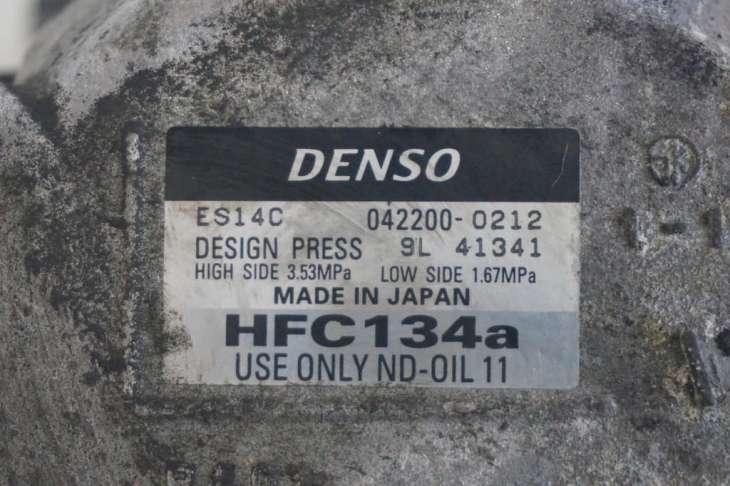 DENSO
ES14C 042200-0212
DESIGN PRESS 9L 41341
HIGH SIDE 3.53MPa LOW SIDE 1.67MPa
MADE IN JAPAN
HFC134a
USE ONLY ND-OIL 11